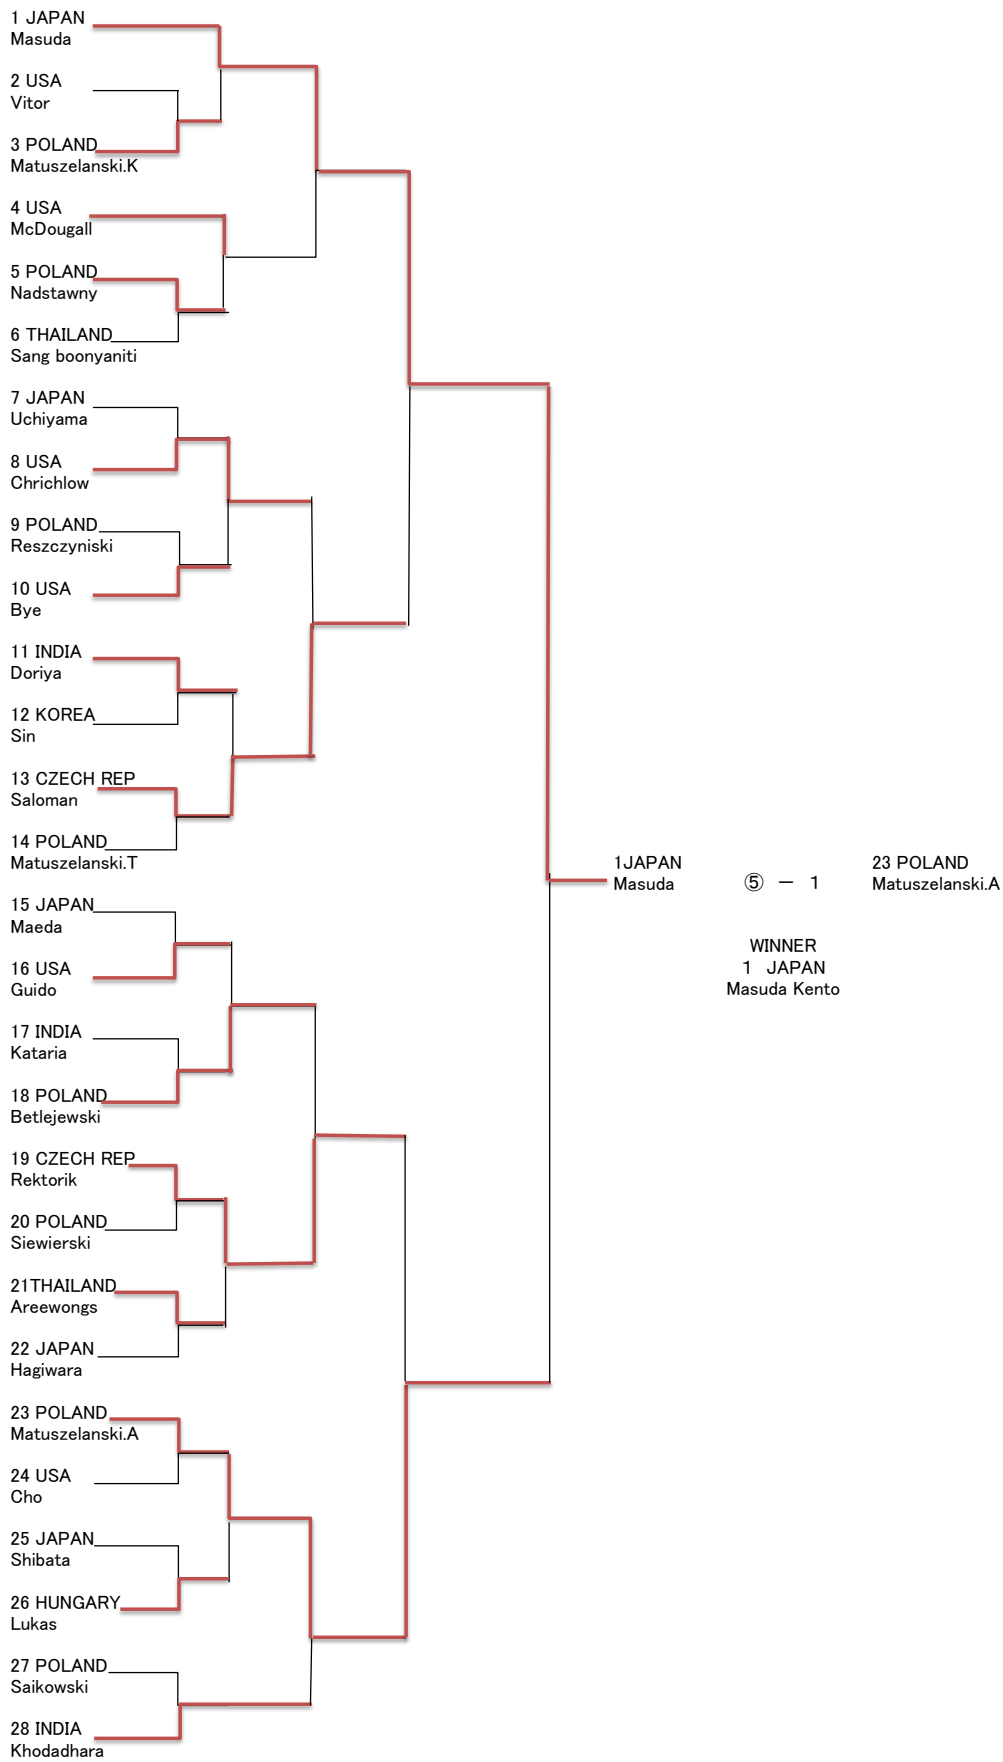 1 JAPAN
Masuda
2 USA
Vitor
3 POLAND
Matuszelanski.K
4 USA
McDougall
5 POLAND
Nadstawny
6 THAILAND
Sang boonyaniti
7 JAPAN
Uchiyama
8 USA
Chrichlow
9 POLAND
Reszczyniski
10 USA
Bye
11 INDIA
Doriya
12 KOREA
Sin
13 CZECH REP
Saloman
14 POLAND
Matuszelanski.T
15 JAPAN
Maeda
16 USA
Guido
17 INDIA
Kataria
18 POLAND
Betlejewski
19 CZECH REP
Rektorik
20 POLAND
Siewierski
21THAILAND
Areewongs
22 JAPAN
Hagiwara
23 POLAND
Matuszelanski.A
24 USA
Cho
25 JAPAN
Shibata
26 HUNGARY
Lukas
27 POLAND
Saikowski
28 INDIA
Khodadhara
1JAPAN
Masuda
⑤ － 1
23 POLAND
Matuszelanski.A
WINNER
1 JAPAN
Masuda Kento